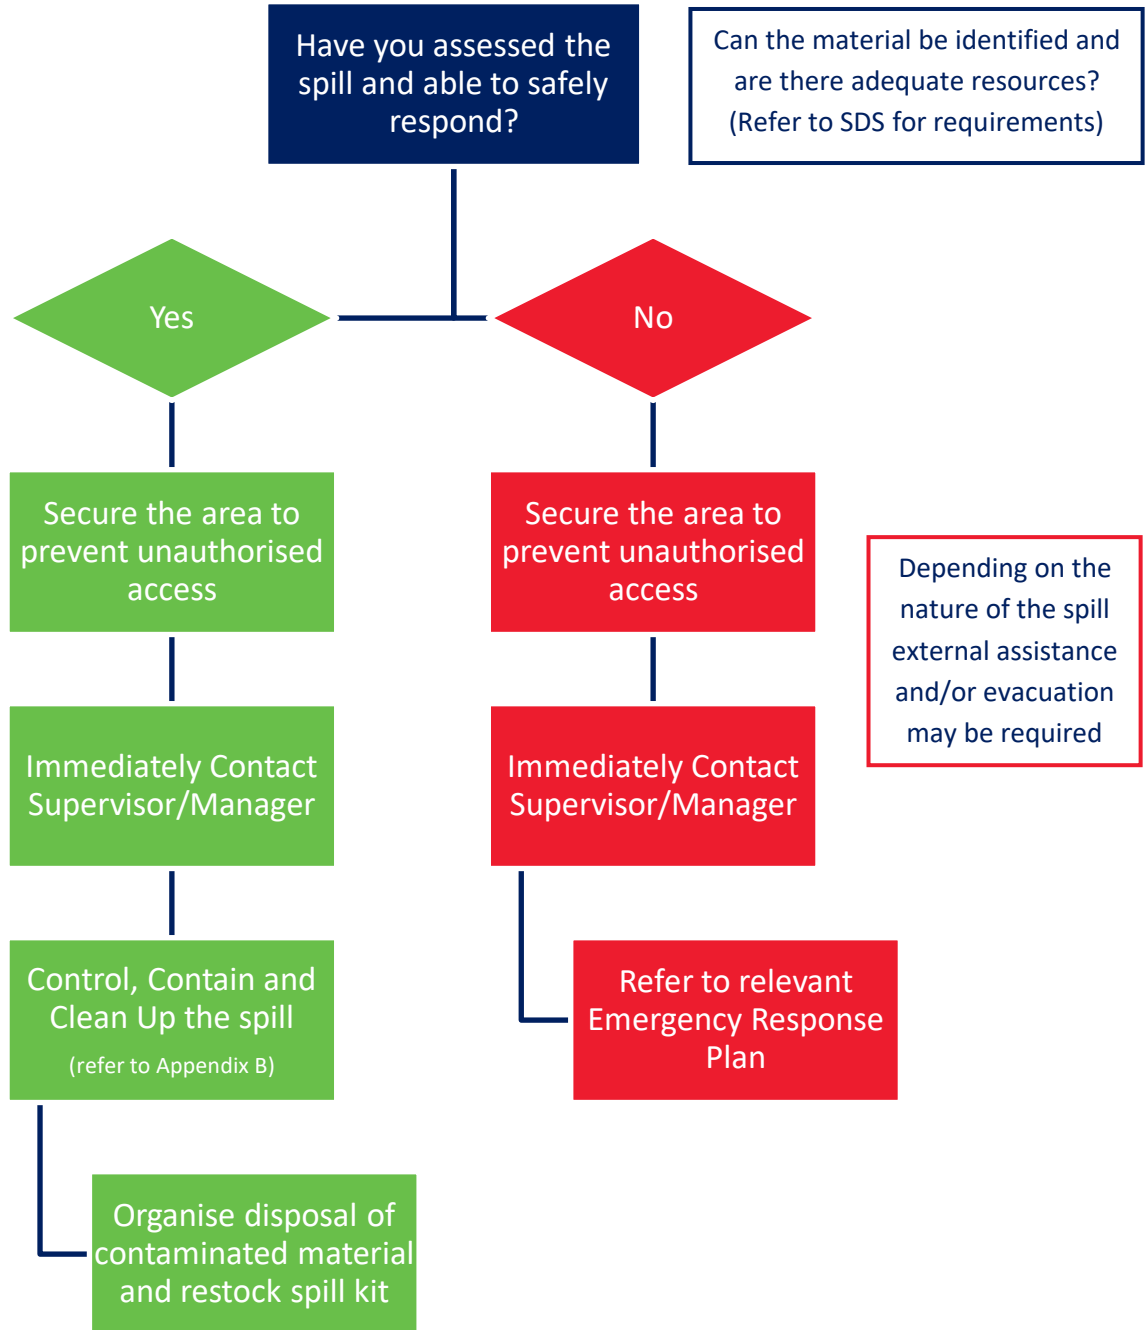 Have you assessed the
spill and able to safely
respond?
Can the material be identified and
are there adequate resources?
(Refer to SDS for requirements)
Yes
No
Secure the area to
prevent unauthorised
access
Secure the area to
prevent unauthorised
access
Depending on the
nature of the spill
external assistance
and/or evacuation
may be required
Immediately Contact
Supervisor/Manager
Immediately Contact
Supervisor/Manager
Control, Contain and
Clean Up the spill
(refer to Appendix B)
Refer to relevant
Emergency Response
Plan
Organise disposal of
contaminated material
and restock spill kit